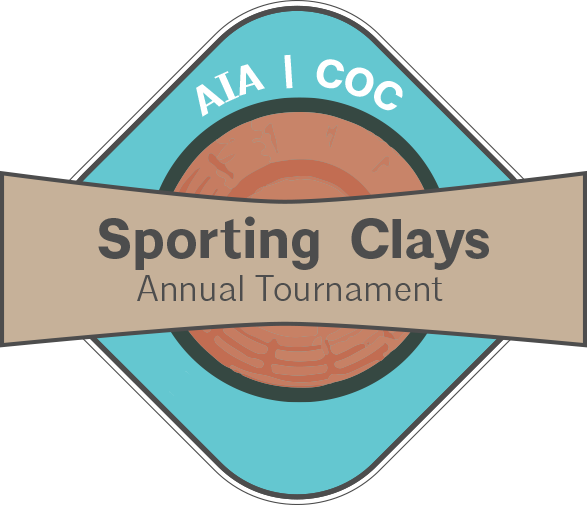 AIA | COC
Sporting Clays
Annual Tournament